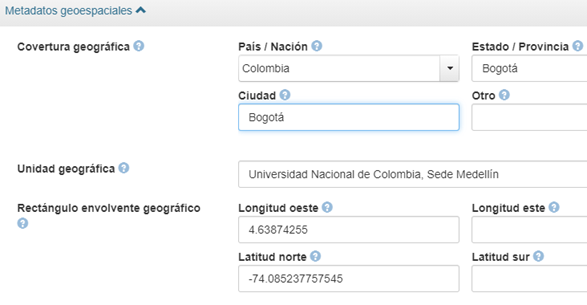 Metadatos geoespaciales
Covertura geográfica País / Nación Estado / Provincia
Colombia Bogotá
Ciudad Otro
Bogotá
Unidad geográfica Universidad Nacional de Colombia, Sede Medellín
Rectángulo envolvente geográfico Longitud oeste Longitud este
4.63874255
Latitud norte Latitud sur
-74.085237757545